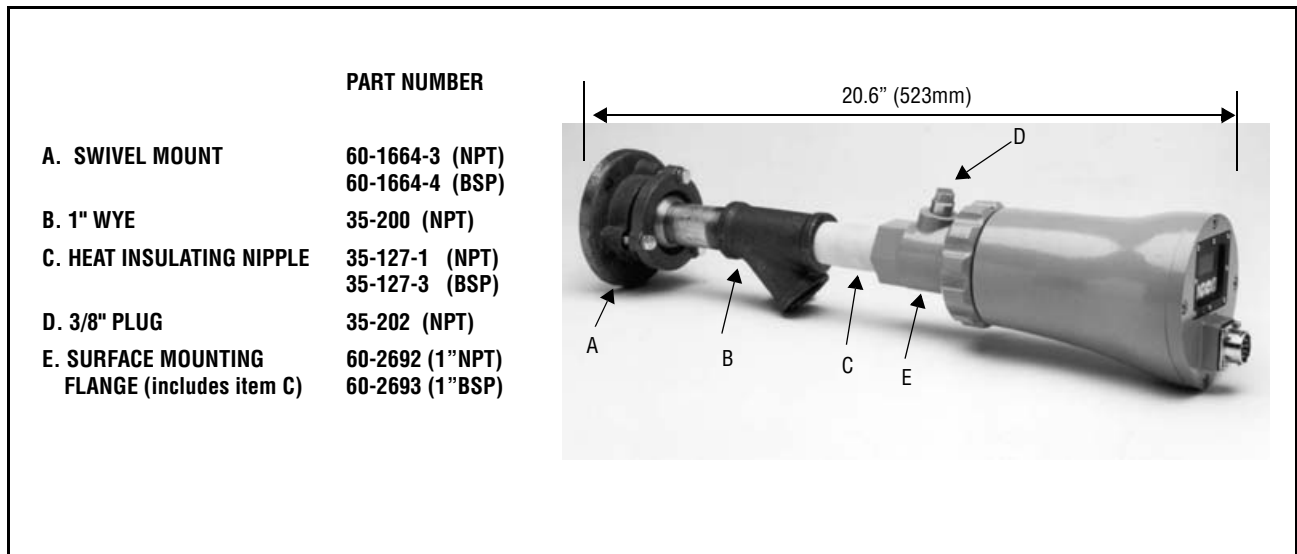 PART NUMBER
A. SWIVEL MOUNT 60-1664-3 (NPT)
60-1664-4 (BSP)
B. 1" WYE 35-200 (NPT)
C. HEAT INSULATING NIPPLE 35-127-1 (NPT)
35-127-3 (BSP)
D. 3/8" PLUG 35-202 (NPT)
E. SURFACE MOUNTING 60-2692 (1”NPT)
FLANGE (includes item C) 60-2693 (1”BSP)
20.6” (523mm)
D
A
B
C
E